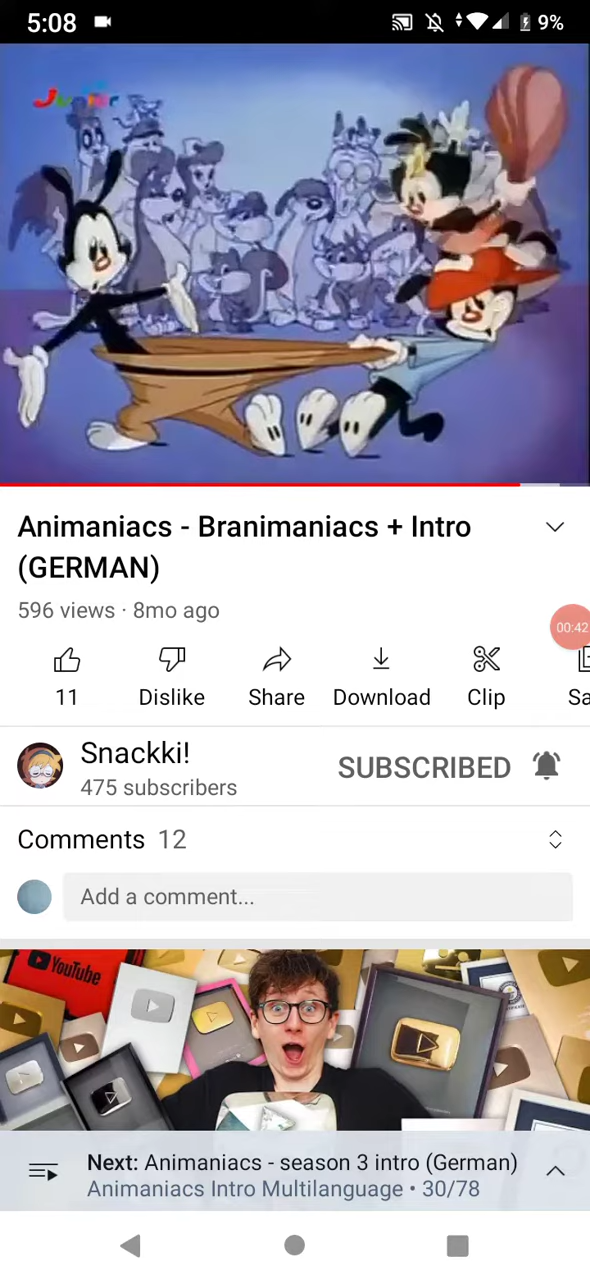 5:08
9%
Junior
Animaniacs - Branimaniacs + Intro
(GERMAN)
596 views · 8mo ago
00:42
11 Dislike Share Download Clip Sa
Snackki!
475 subscribers
SUBSCRIBED
Comments 12
Add a comment...
YouTube
Next: Animaniacs - season 3 intro (German)
Animaniacs Intro Multilanguage • 30/78